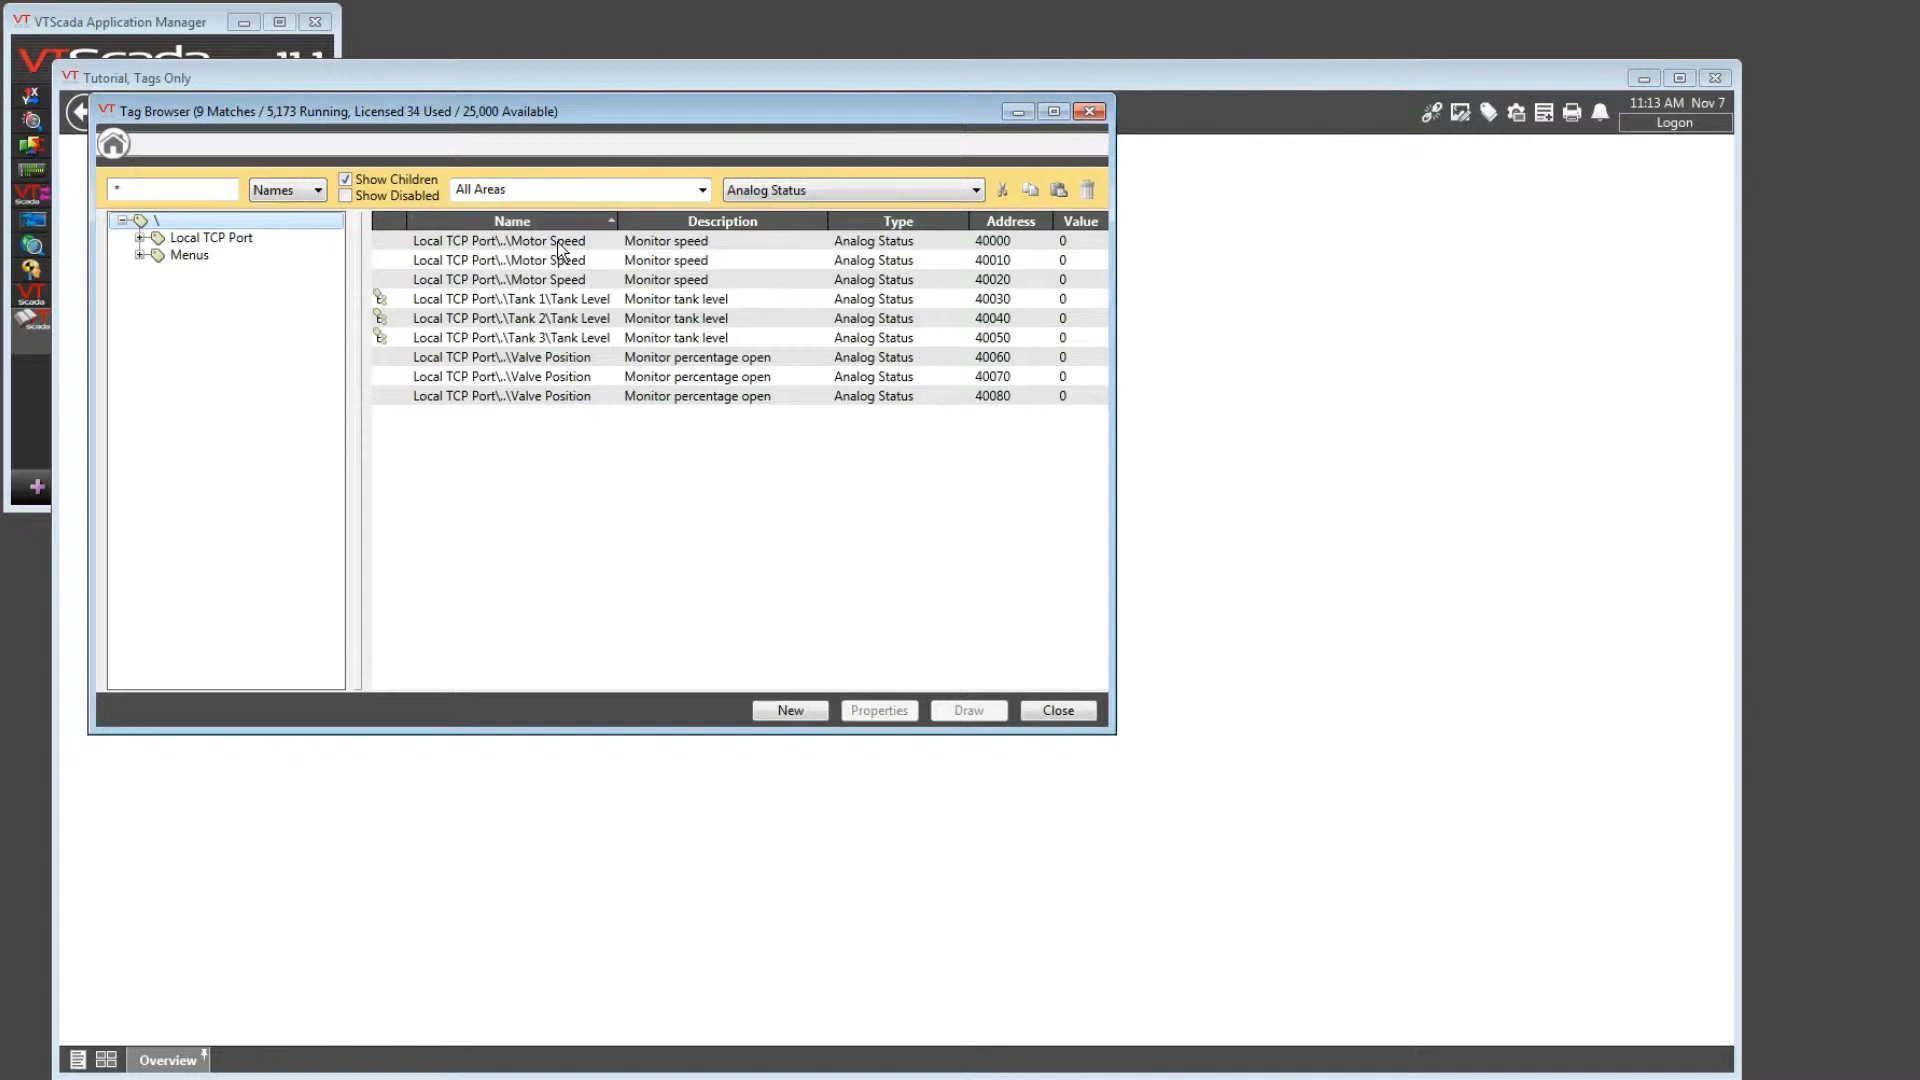 VT VTScada Application Manager
VTScada 11.1
VT Tutorial, Tags Only
VT Tag Browser (9 Matches / 5,173 Running, Licensed 34 Used / 25,000 Available)
11:13 AM Nov 7
Logon
* Names Show Children All Areas Analog Status
Show Disabled
\
Local TCP Port
Menus
Name Description Type Address Value
Local TCP Port\..\Motor Speed Monitor speed Analog Status 40000 0
Local TCP Port\..\Motor Speed Monitor speed Analog Status 40010 0
Local TCP Port\..\Motor Speed Monitor speed Analog Status 40020 0
Local TCP Port\.\Tank 1\Tank Level Monitor tank level Analog Status 40030 0
Local TCP Port\.\Tank 2\Tank Level Monitor tank level Analog Status 40040 0
Local TCP Port\.\Tank 3\Tank Level Monitor tank level Analog Status 40050 0
Local TCP Port\..\Valve Position Monitor percentage open Analog Status 40060 0
Local TCP Port\..\Valve Position Monitor percentage open Analog Status 40070 0
Local TCP Port\..\Valve Position Monitor percentage open Analog Status 40080 0
New Properties Draw Close
Overview